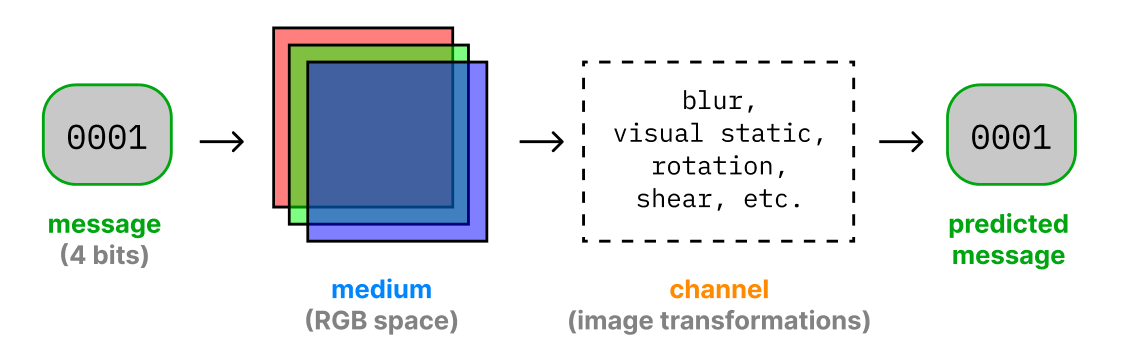 0001
message
(4 bits)
medium
(RGB space)
blur,
visual static,
rotation,
shear, etc.
channel
(image transformations)
0001
predicted
message